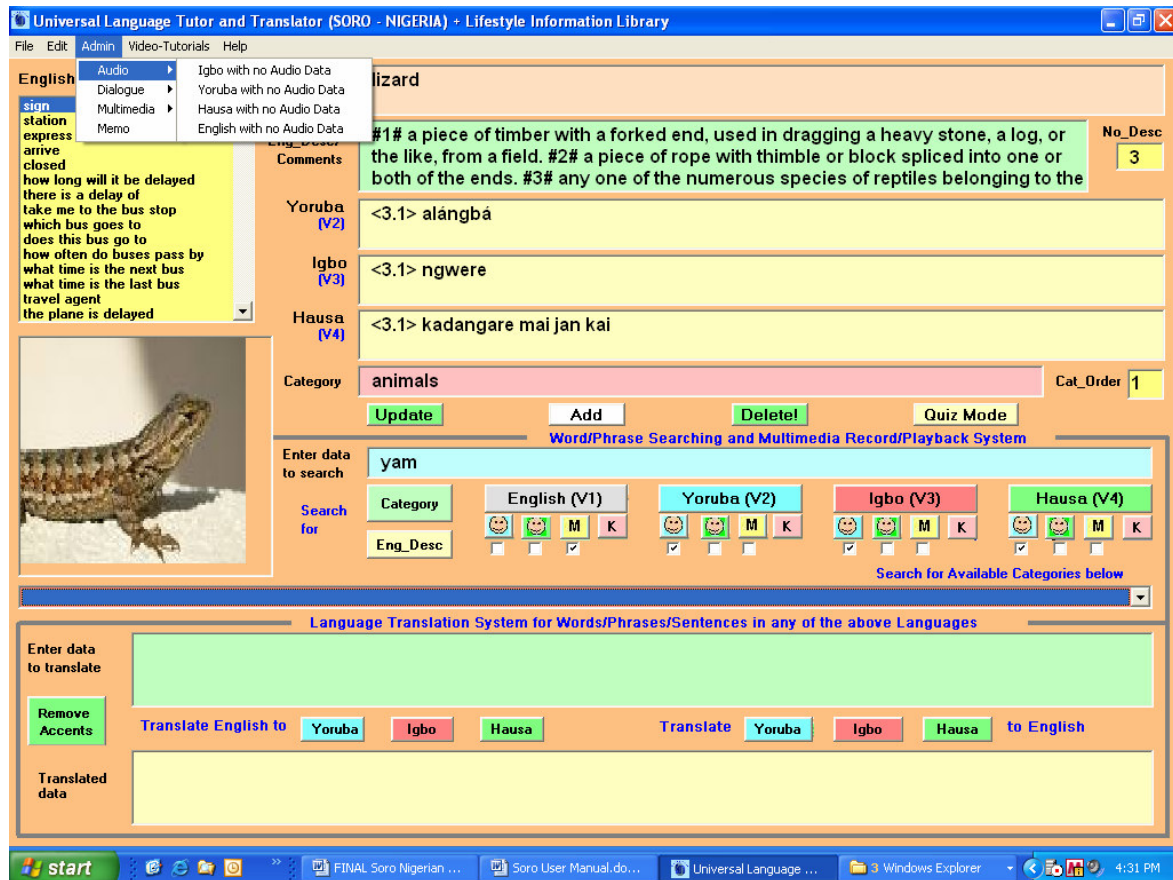 Universal Language Tutor and Translator (SORO - NIGERIA) + Lifestyle Information Library
File Edit Admin Video-Tutorials Help
Audio
Dialogue
Multimedia
Memo
Igbo with no Audio Data
Yoruba with no Audio Data
Hausa with no Audio Data
English with no Audio Data
English
lizard
sign
station
express
arrive
closed
how long will it be delayed
there is a delay of
take me to the bus stop
which bus goes to
does this bus go to
how often do buses pass by
what time is the next bus
what time is the last bus
travel agent
the plane is delayed
Comments
#1# a piece of timber with a forked end, used in dragging a heavy stone, a log, or
the like, from a field. #2# a piece of rope with thimble or block spliced into one or
both of the ends. #3# any one of the numerous species of reptiles belonging to the
No_Desc
3
Yoruba
(V2)
<3.1> alángbá
Igbo
(V3)
<3.1> ngwere
Hausa
(V4)
<3.1> kadangare mai jan kai
Category
animals
Cat_Order 1
Update Add Delete! Quiz Mode
Word/Phrase Searching and Multimedia Record/Playback System
Enter data
to search
yam
Search
for
Category
Eng_Desc
English (V1) Yoruba (V2) Igbo (V3) Hausa (V4)
M K M K M K M K
Search for Available Categories below
Language Translation System for Words/Phrases/Sentences in any of the above Languages
Enter data
to translate
Remove
Accents
Translate English to Yoruba Igbo Hausa
Translate Yoruba Igbo Hausa to English
Translated
data
start
FINAL Soro Nigerian ...
Soro User Manual.do...
Universal Language ...
3 Windows Explorer
4:31 PM